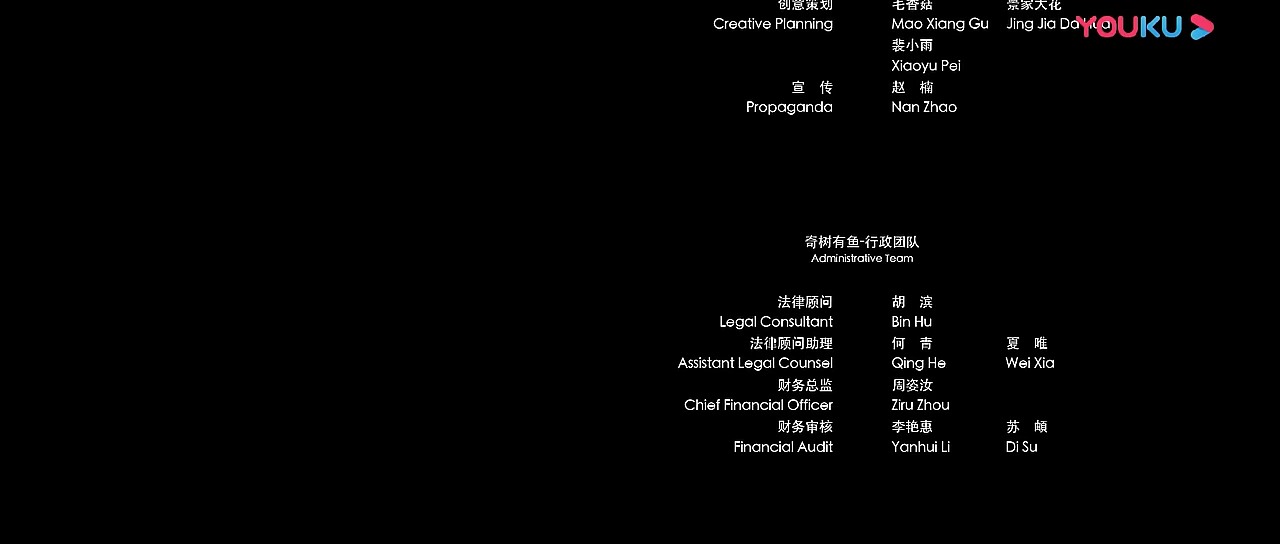 创意策划 毛香菇 景家大花
Creative Planning Mao Xiang Gu Jing Jia Da Hua
YOUKU
裴小雨
Xiaoyu Pei
宣 传 赵 楠
Propaganda Nan Zhao
奇树有鱼-行政团队
Administrative Team
法律顾问 胡 滨
Legal Consultant Bin Hu
法律顾问助理 何 青 夏 唯
Assistant Legal Counsel Qing He Wei Xia
财务总监 周姿汝
Chief Financial Officer Ziru Zhou
财务审核 李艳惠 苏 頔
Financial Audit Yanhui Li Di Su